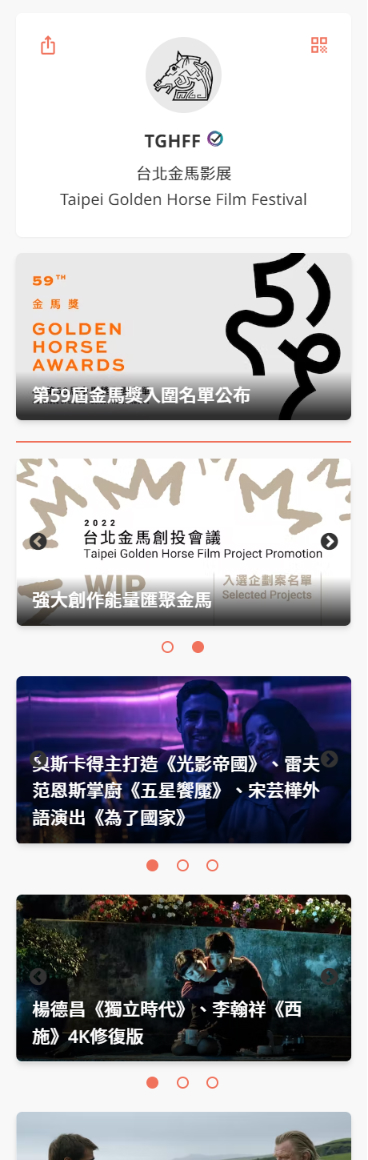 TGHFF
台北金馬影展
Taipei Golden Horse Film Festival
59TH
金馬獎
GOLDEN
HORSE
AWARDS
第59屆金馬獎入圍名單公布
2022
台北金馬創投會議
Taipei Golden Horse Film Project Promotion
WIP
入選企劃案名單
Selected Projects
強大創作能量匯聚金馬
奧斯卡得主打造《光影帝國》、雷夫
范恩斯掌廚《五星饗魘》、宋芸樺外
語演出《為了國家》
楊德昌《獨立時代》、李翰祥《西
施》4K修復版